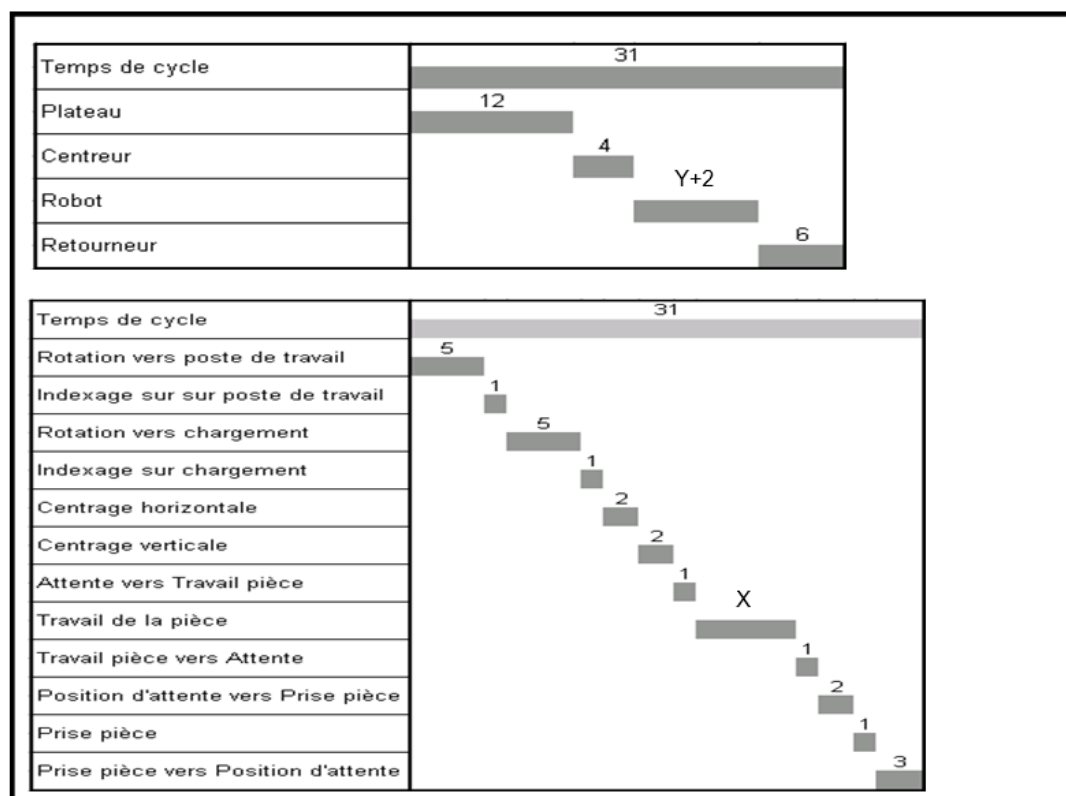 31
Temps de cycle
12
Plateau
4
Centreur
Y+2
Robot
6
Retourneur
31
Temps de cycle
5
Rotation vers poste de travail
1
Indexage sur sur poste de travail
5
Rotation vers chargement
1
Indexage sur chargement
2
Centrage horizontale
2
Centrage verticale
1
Attente vers Travail pièce
X
Travail de la pièce
1
Travail pièce vers Attente
2
Position d'attente vers Prise pièce
1
Prise pièce
3
Prise pièce vers Position d'attente